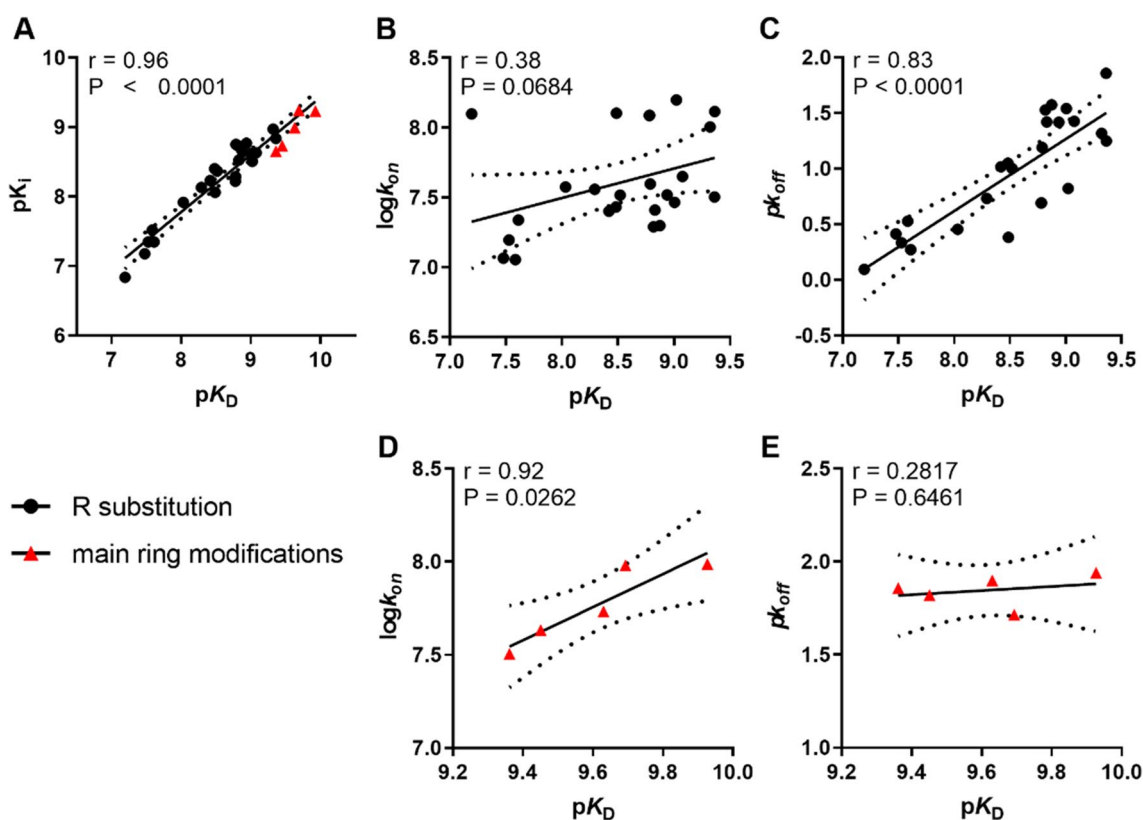 A
r = 0.96
P < 0.0001
10
9
8
7
6
pKi
7 8 9 10
pKD
B
r = 0.38
P = 0.0684
8.5
8.0
7.5
7.0
6.5
logkon
7.0 7.5 8.0 8.5 9.0 9.5
pKD
C
r = 0.83
P < 0.0001
2.0
1.5
1.0
0.5
0.0
-0.5
pkoff
7.0 7.5 8.0 8.5 9.0 9.5
pKD
R substitution
main ring modifications
D
r = 0.92
P = 0.0262
8.5
8.0
7.5
7.0
logkon
9.2 9.4 9.6 9.8 10.0
pKD
E
r = 0.2817
P = 0.6461
2.5
2.0
1.5
1.0
pkoff
9.2 9.4 9.6 9.8 10.0
pKD